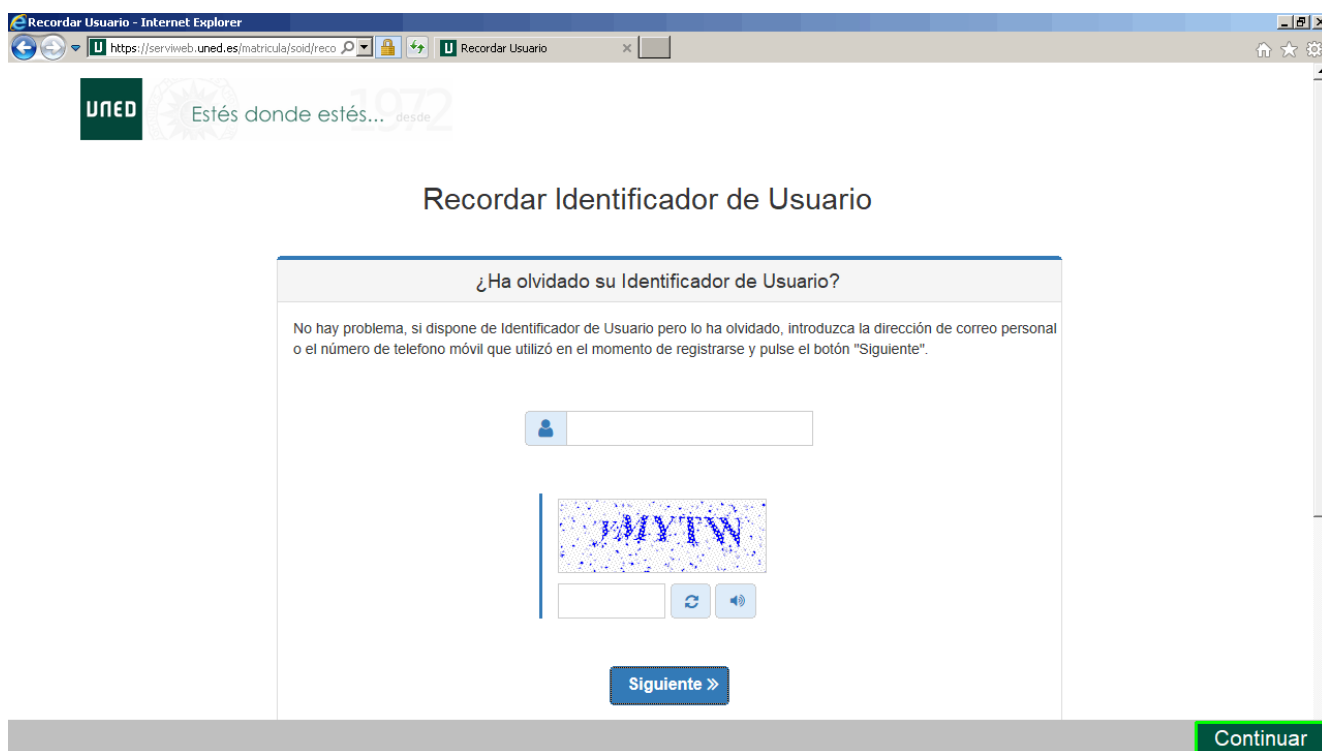 Recordar Usuario - Internet Explorer
https://serviweb.uned.es/matricula/soid/reco
Recordar Usuario
UNED
Estés donde estés... desde 1972
Recordar Identificador de Usuario
¿Ha olvidado su Identificador de Usuario?
No hay problema, si dispone de Identificador de Usuario pero lo ha olvidado, introduzca la dirección de correo personal
o el número de telefono móvil que utilizó en el momento de registrarse y pulse el botón "Siguiente".
Siguiente »
Continuar